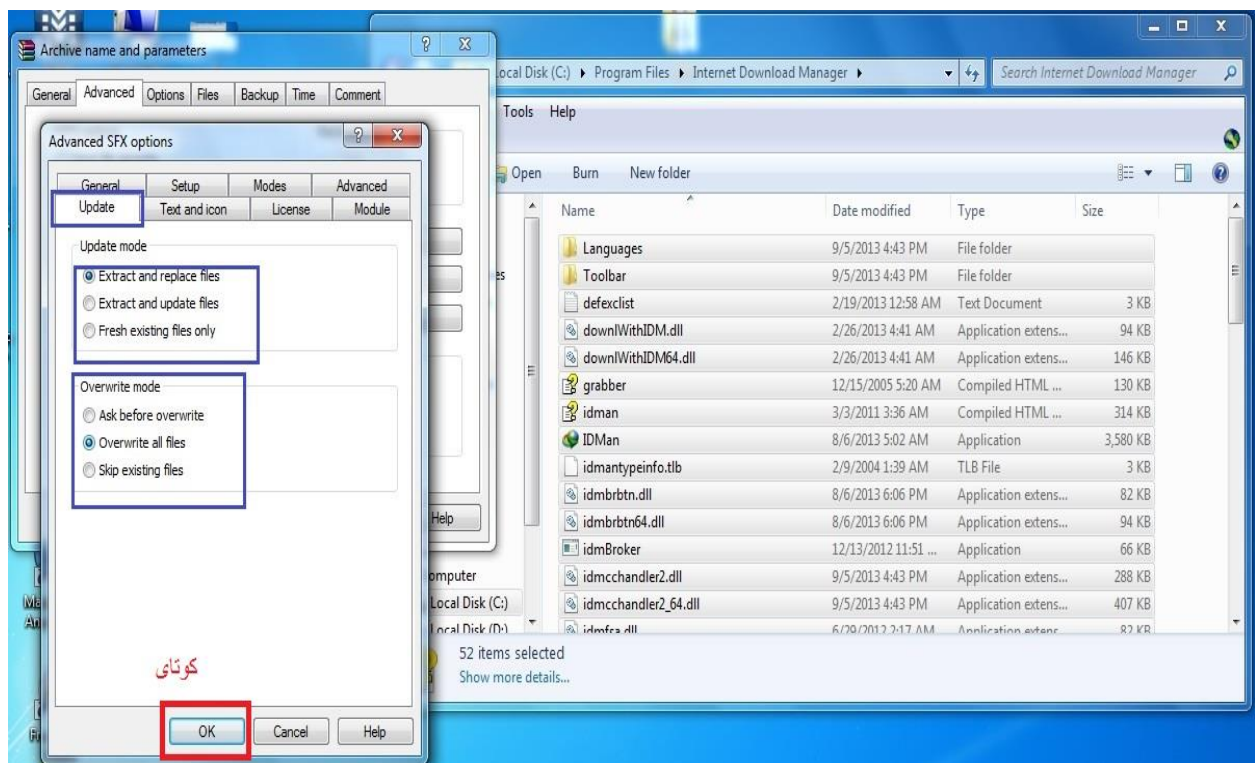 Archive name and parameters
General Advanced Options Files Backup Time Comment
Advanced SFX options
General Setup Modes Advanced
Update Text and icon License Module
Update mode
Extract and replace files
Extract and update files
Fresh existing files only
Overwrite mode
Ask before overwrite
Overwrite all files
Skip existing files
کوتای
OK Cancel Help
Help
Local Disk (C:) Program Files Internet Download Manager
Search Internet Download Manager
Tools Help
Open Burn New folder
Name Date modified Type Size
Languages 9/5/2013 4:43 PM File folder
Toolbar 9/5/2013 4:43 PM File folder
defexclist 2/19/2013 12:58 AM Text Document 3 KB
downlWithIDM.dll 2/26/2013 4:41 AM Application extens... 94 KB
downlWithIDM64.dll 2/26/2013 4:41 AM Application extens... 146 KB
grabber 12/15/2005 5:20 AM Compiled HTML ... 130 KB
idman 3/3/2011 3:36 AM Compiled HTML ... 314 KB
IDMan 8/6/2013 5:02 AM Application 3,580 KB
idmantypeinfo.tlb 2/9/2004 1:39 AM TLB File 3 KB
idmbrbtn.dll 8/6/2013 6:06 PM Application extens... 82 KB
idmbrbtn64.dll 8/6/2013 6:06 PM Application extens... 94 KB
idmBroker 12/13/2012 11:51 ... Application 66 KB
idmcchandler2.dll 9/5/2013 4:43 PM Application extens... 288 KB
idmcchandler2_64.dll 9/5/2013 4:43 PM Application extens... 407 KB
idmfsa.dll 6/29/2012 2:17 AM Application extens... 82 KB
omputer
Local Disk (C:)
Local Disk (D:)
52 items selected
Show more details...